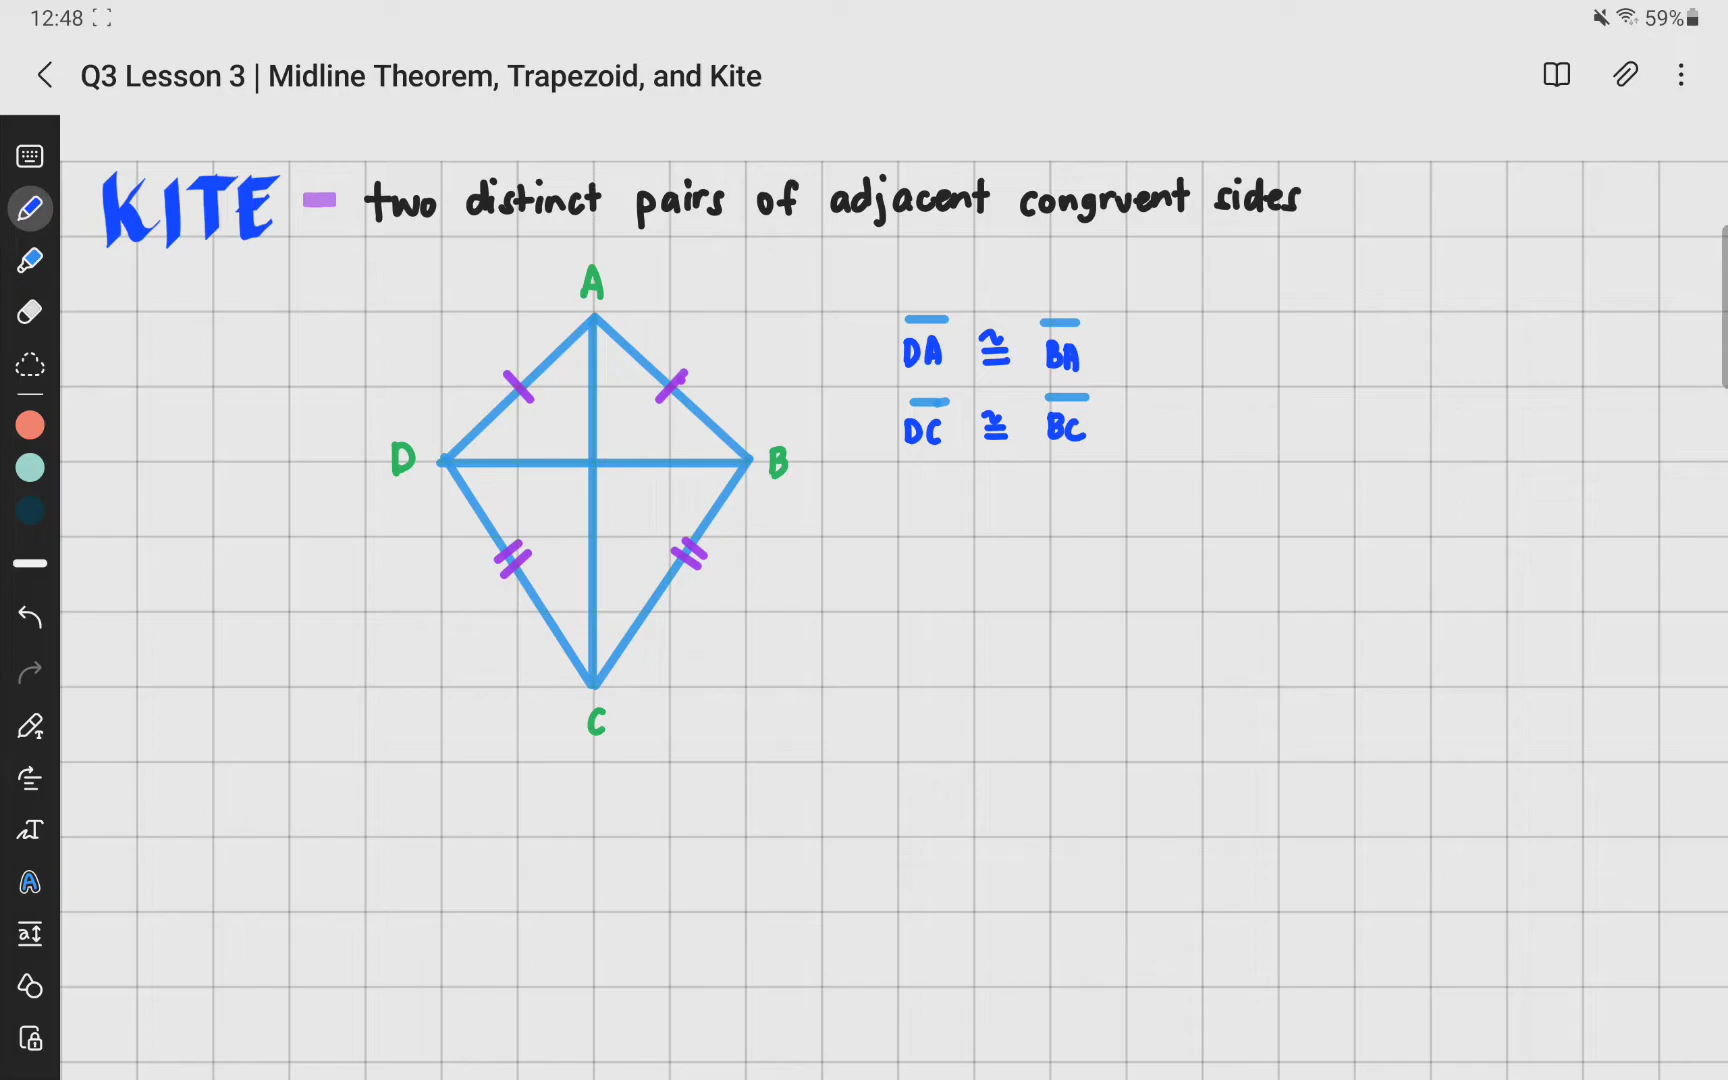 12:48 59%
Q3 Lesson 3 | Midline Theorem, Trapezoid, and Kite
KITE - two distinct pairs of adjacent congruent sides
A
DA ≅ BA
DC ≅ BC
D B
C